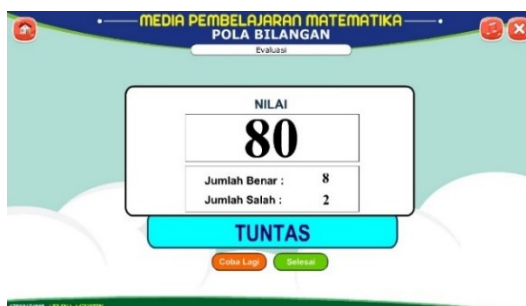 MEDIA PEMBELAJARAN MATEMATIKA
POLA BILANGAN
Evaluasi
NILAI
80
Jumlah Benar : 8
Jumlah Salah : 2
TUNTAS
Coba Lagi
Selesai